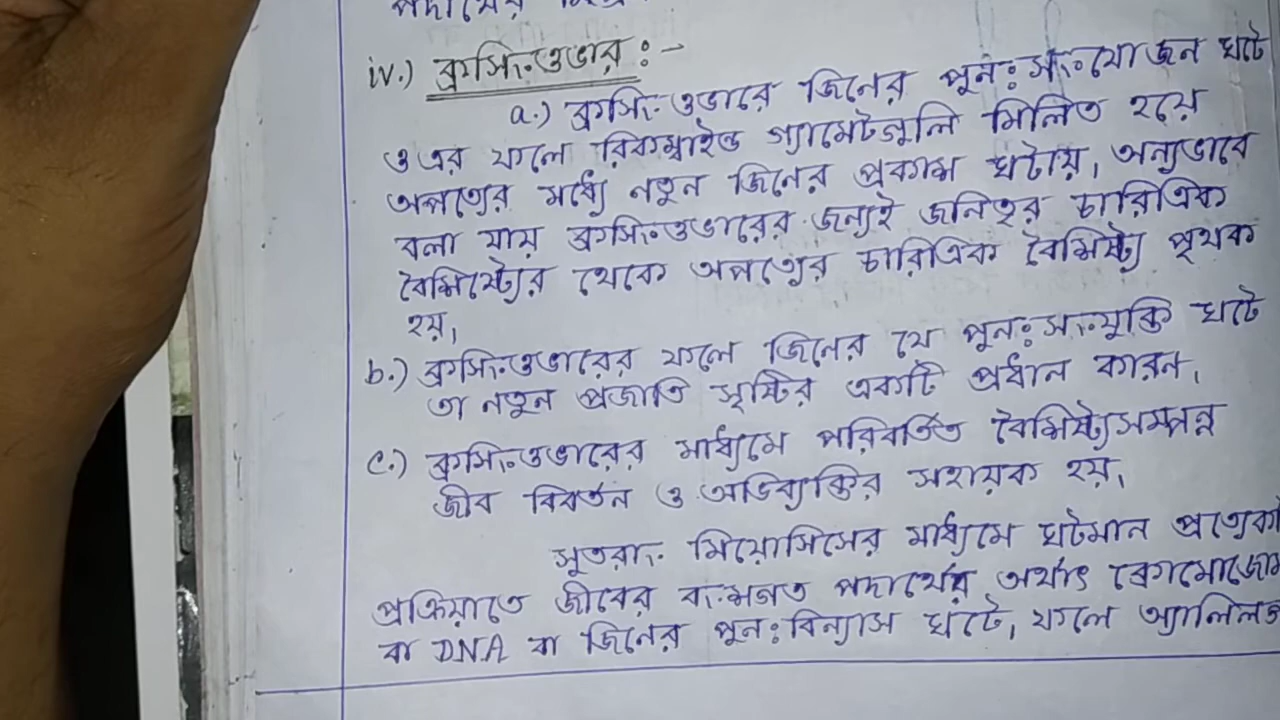 পদার্থের
iv.) ক্রসিংওভার :-
a.) ক্রসিংওভারে জিনের পুনঃসংযোজন ঘটে
ও এর ফলে রিকম্বাইন্ড গ্যামেটগুলি মিলিত হয়ে
অপত্যের মধ্যে নতুন জিনের প্রকাশ ঘটায়। অন্যভাবে
বলা যায় ক্রসিংওভারের জন্যই জনিতৃর চারিত্রিক
বৈশিষ্ট্যের থেকে অপত্যের চারিত্রিক বৈশিষ্ট্য পৃথক
হয়।
b.) ক্রসিংওভারের ফলে জিনের যে পুনঃসংযুক্তি ঘটে
তা নতুন প্রজাতি সৃষ্টির একটি প্রধান কারন।
c.) ক্রসিংওভারের মাধ্যমে পরিবর্তিত বৈশিষ্ট্যসম্পন্ন
জীব বিবর্তন ও অভিব্যক্তির সহায়ক হয়।
সুতরাং মিয়োসিসের মাধ্যমে ঘটমান প্রত্যেকটি
প্রক্রিয়াতে জীবের বংশগত পদার্থের অর্থাৎ ক্রোমোজোম
বা DNA বা জিনের পুনঃবিন্যাস ঘটে। ফলে